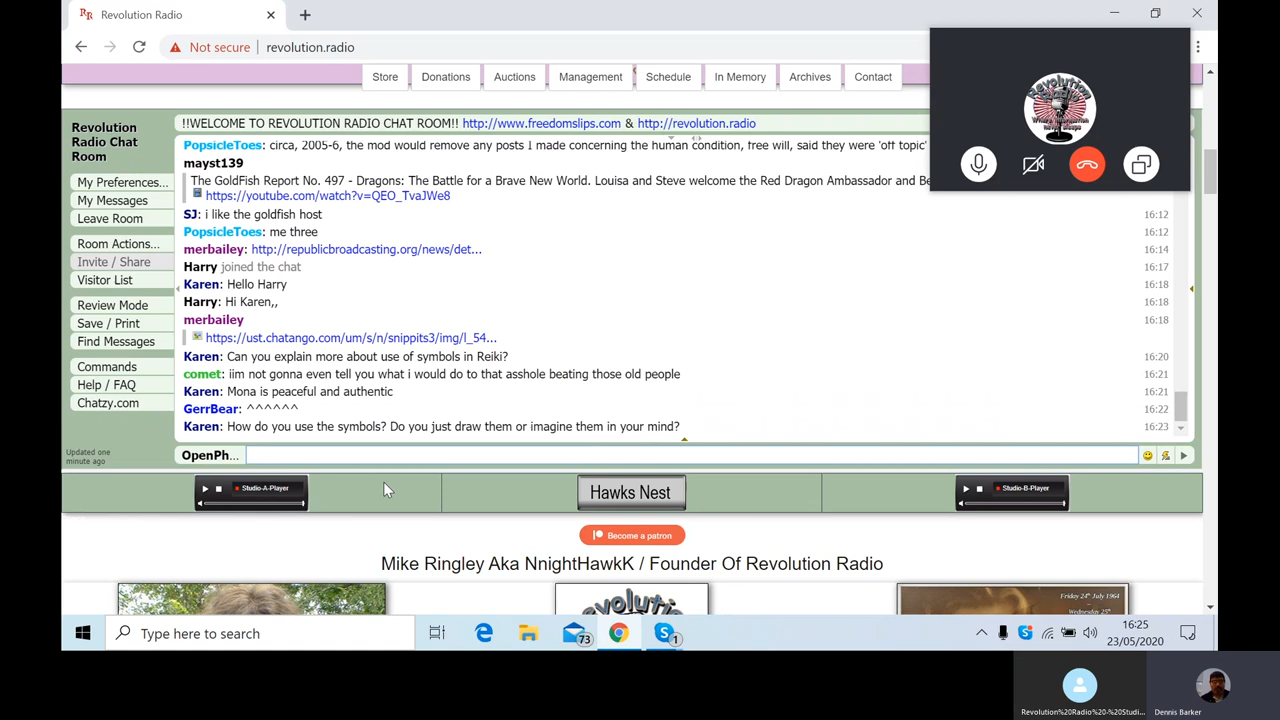 Revolution Radio
Not secure
revolution.radio
Store
Donations
Auctions
Management
Schedule
In Memory
Archives
Contact
Revolution
Radio Chat
Room
My Preferences...
My Messages
Leave Room
Room Actions...
Invite / Share
Visitor List
Review Mode
Save / Print
Find Messages
Commands
Help / FAQ
Chatzy.com
Updated one
minute ago
!!WELCOME TO REVOLUTION RADIO CHAT ROOM!! http://www.freedomslips.com & http://revolution.radio
PopsicleToes: circa, 2005-6, the mod would remove any posts I made concerning the human condition, free will, said they were 'off topic'
mayst139
The GoldFish Report No. 497 - Dragons: The Battle for a Brave New World. Louisa and Steve welcome the Red Dragon Ambassador and Be
https://youtube.com/watch?v=QEO_TvaJWe8
SJ: i like the goldfish host 16:12
PopsicleToes: me three 16:12
merbailey: http://republicbroadcasting.org/news/det... 16:14
Harry joined the chat 16:17
Karen: Hello Harry 16:18
Harry: Hi Karen,, 16:18
merbailey 16:18
https://ust.chatango.com/um/s/n/snippits3/img/l_54...
Karen: Can you explain more about use of symbols in Reiki? 16:20
comet: iim not gonna even tell you what i would do to that asshole beating those old people 16:21
Karen: Mona is peaceful and authentic 16:21
GerrBear: ^^^^^^ 16:22
Karen: How do you use the symbols? Do you just draw them or imagine them in your mind? 16:23
OpenPh...
Studio-A-Player
Hawks Nest
Studio-B-Player
Become a patron
Mike Ringley Aka NnightHawkK / Founder Of Revolution Radio
Friday 24th July 1964
Wednesday 25th
Type here to search
73
1
16:25
23/05/2020
Revolution%20Radio%20-%20Studi...
Dennis Barker